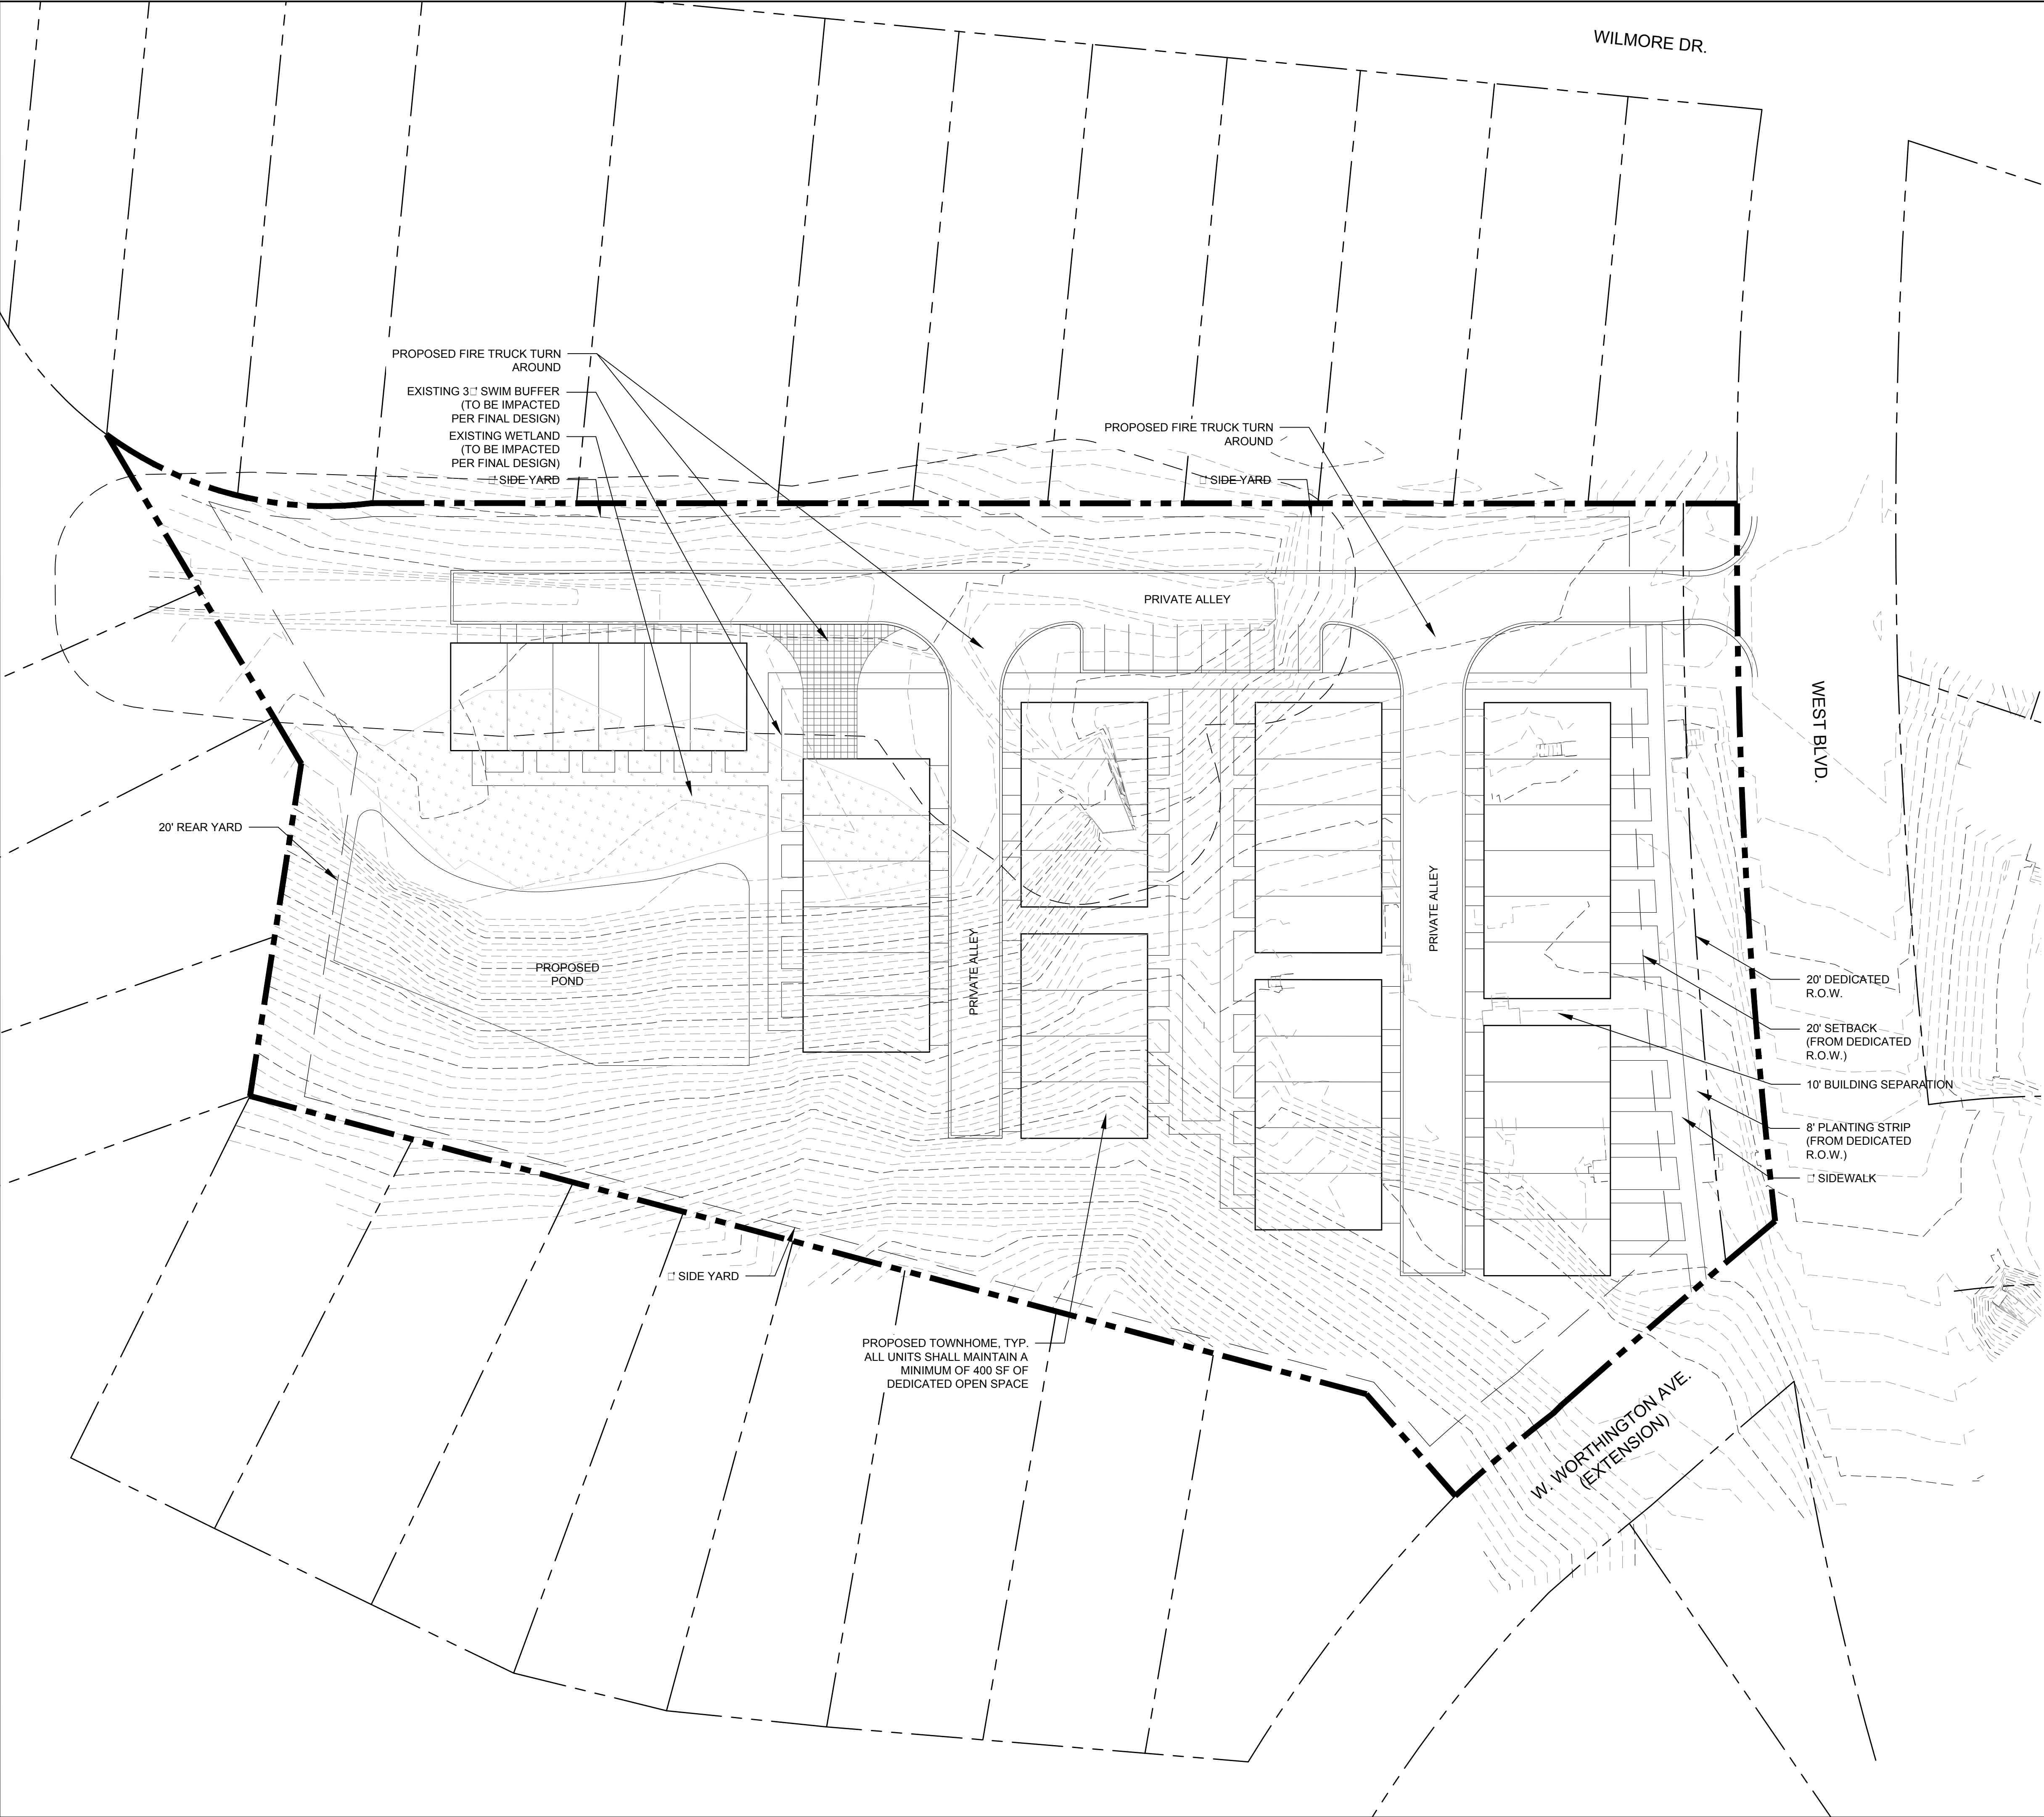 WILMORE DR.
PROPOSED FIRE TRUCK TURN
AROUND
EXISTING 3□' SWIM BUFFER
(TO BE IMPACTED
PER FINAL DESIGN)
EXISTING WETLAND
(TO BE IMPACTED
PER FINAL DESIGN)
□' SIDE YARD
PROPOSED FIRE TRUCK TURN
AROUND
□' SIDE YARD
PRIVATE ALLEY
WEST BLVD.
20' REAR YARD
PROPOSED
POND
PRIVATE ALLEY
PRIVATE ALLEY
20' DEDICATED
R.O.W.
20' SETBACK
(FROM DEDICATED
R.O.W.)
10' BUILDING SEPARATION
8' PLANTING STRIP
(FROM DEDICATED
R.O.W.)
□' SIDEWALK
□' SIDE YARD
PROPOSED TOWNHOME, TYP.
ALL UNITS SHALL MAINTAIN A
MINIMUM OF 400 SF OF
DEDICATED OPEN SPACE
W. WORTHINGTON AVE.
(EXTENSION)